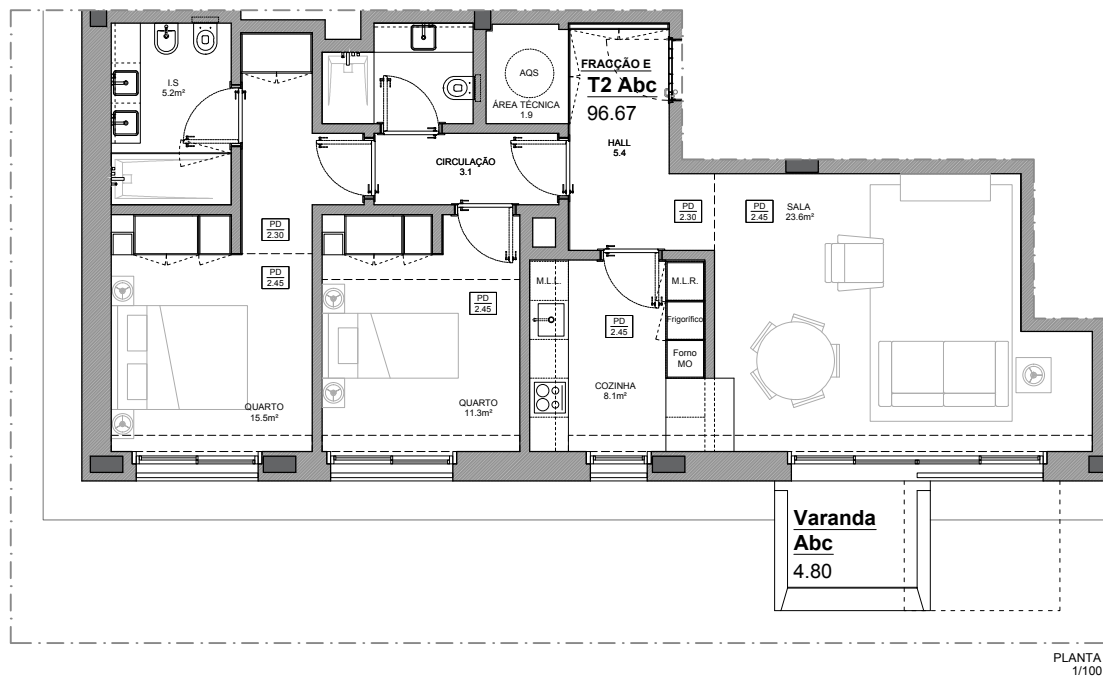 I.S
5.2m²
AQS
ÁREA TÉCNICA
1.9
FRACÇÃO E
T2 Abc
96.67
HALL
5.4
CIRCULAÇÃO
3.1
PD
2.30
PD
2.45
PD
2.30
PD
2.45
SALA
23.6m²
PD
2.45
M.L.L.
M.L.R.
PD
2.45
Frigorífico
Forno
MO
COZINHA
8.1m²
QUARTO
15.5m²
QUARTO
11.3m²
Varanda
Abc
4.80
PLANTA
1/100